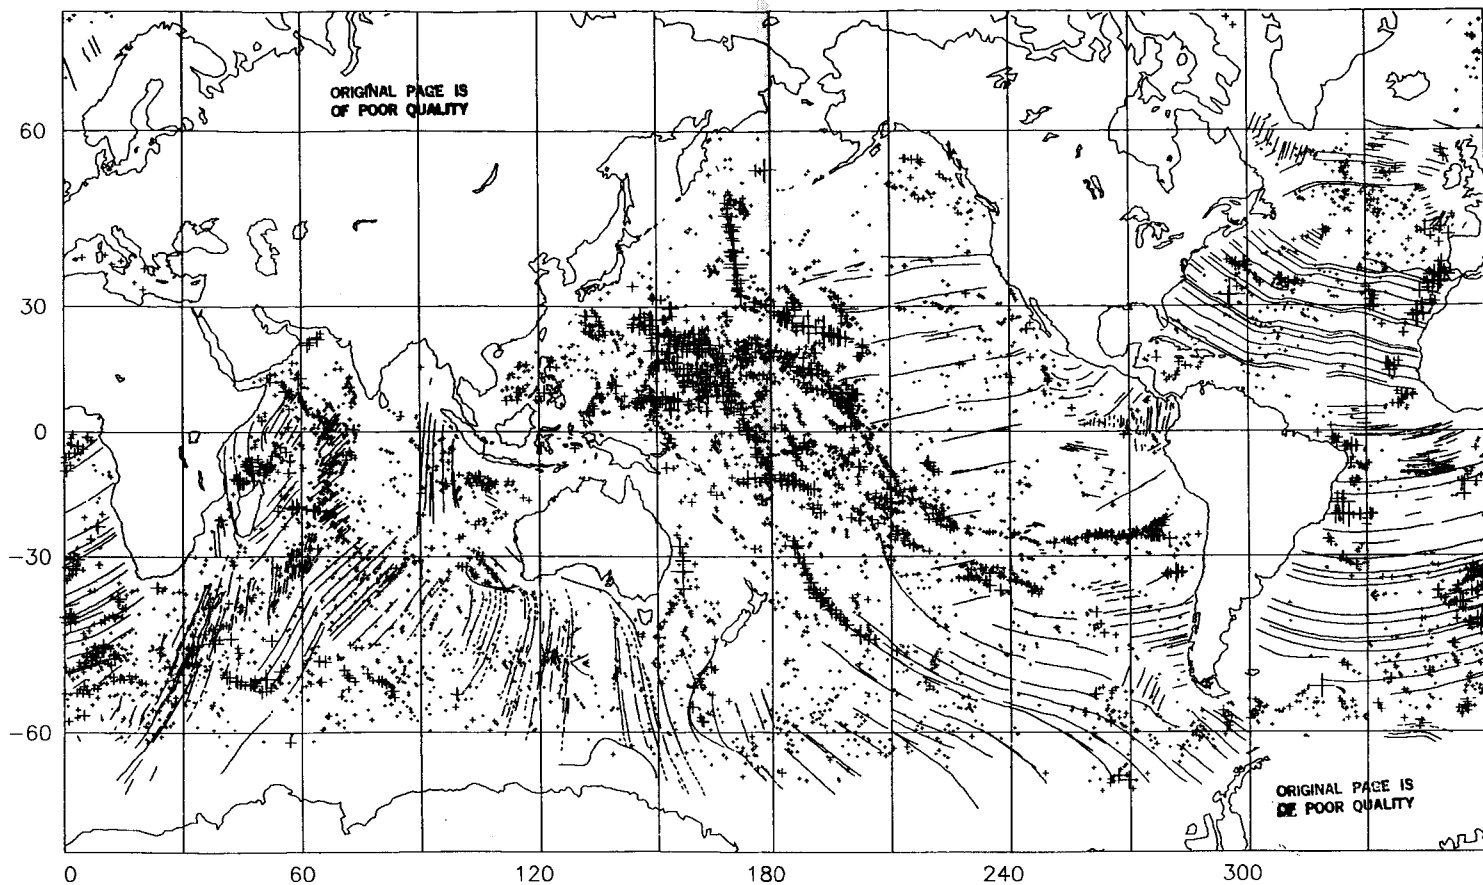 ORIGINAL PAGE IS
OF POOR QUALITY
60
30
0
-30
-60
ORIGINAL PAGE IS
OF POOR QUALITY
0 60 120 180 240 300